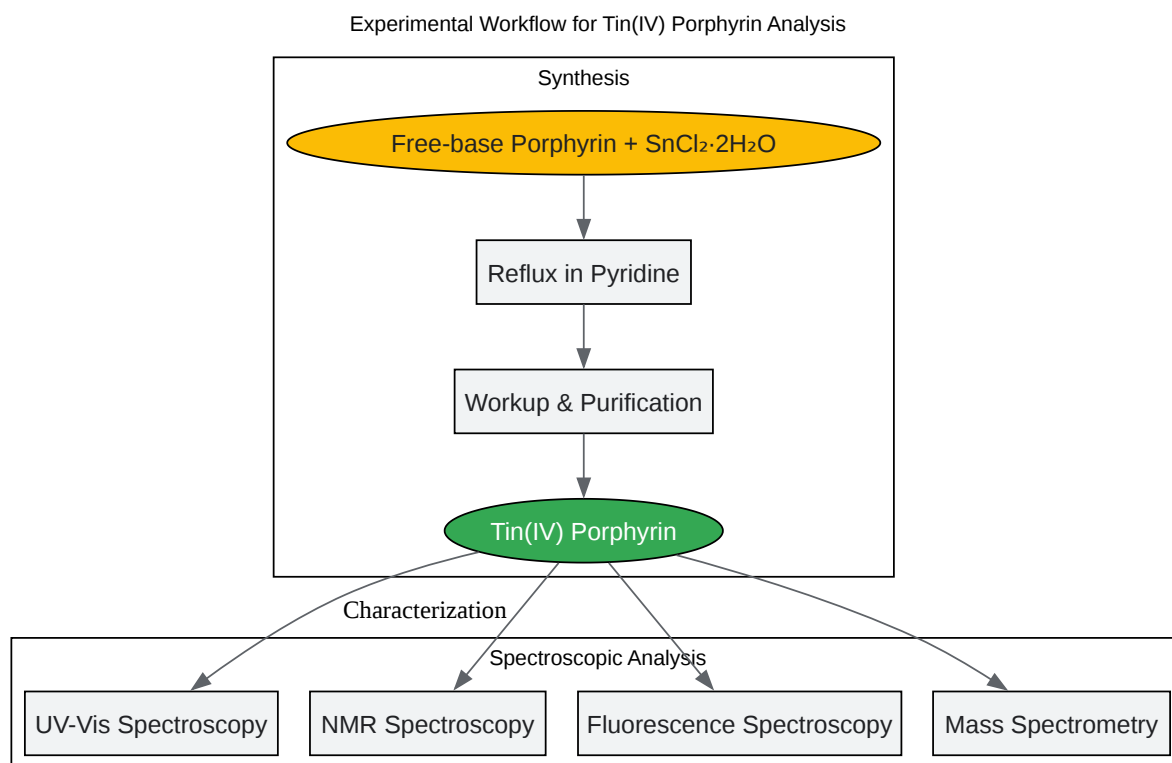 Experimental Workflow for Tin(IV) Porphyrin Analysis
Synthesis
Free-base Porphyrin + SnCl₂·2H₂O
Reflux in Pyridine
Workup & Purification
Tin(IV) Porphyrin
Characterization
Spectroscopic Analysis
UV-Vis Spectroscopy
NMR Spectroscopy
Fluorescence Spectroscopy
Mass Spectrometry